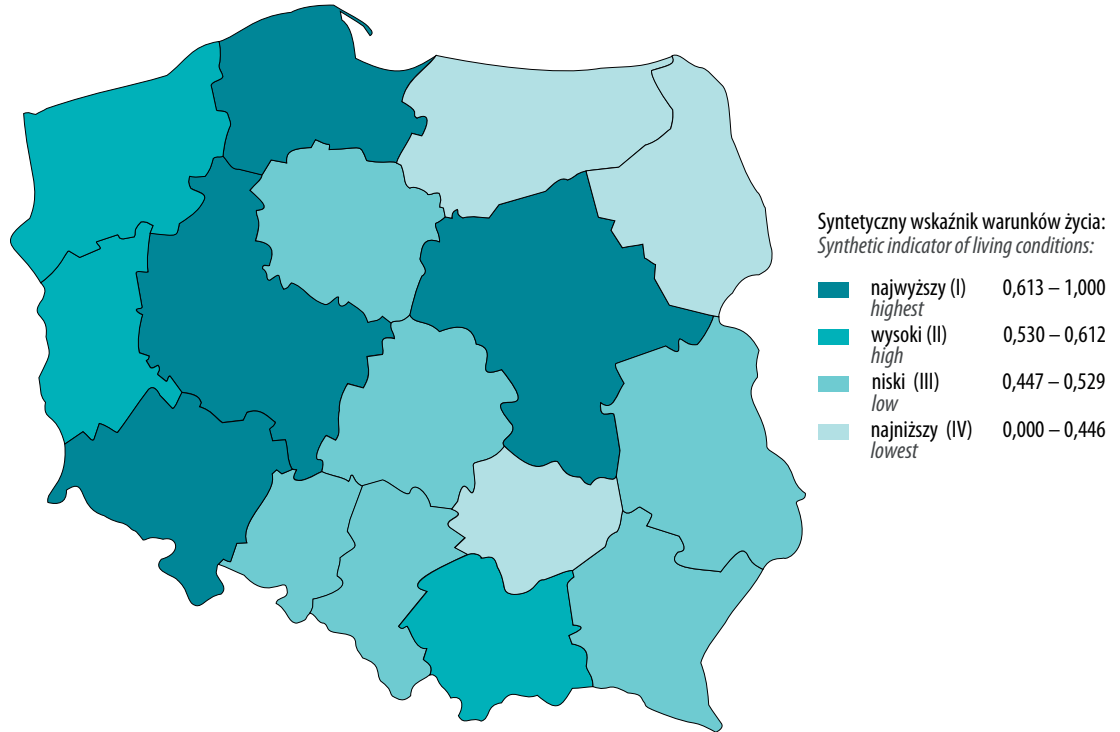 Syntetyczny wskaźnik warunków życia:
Synthetic indicator of living conditions:
najwyższy (I) 0,613 – 1,000
highest
wysoki (II) 0,530 – 0,612
high
niski (III) 0,447 – 0,529
low
najniższy (IV) 0,000 – 0,446
lowest